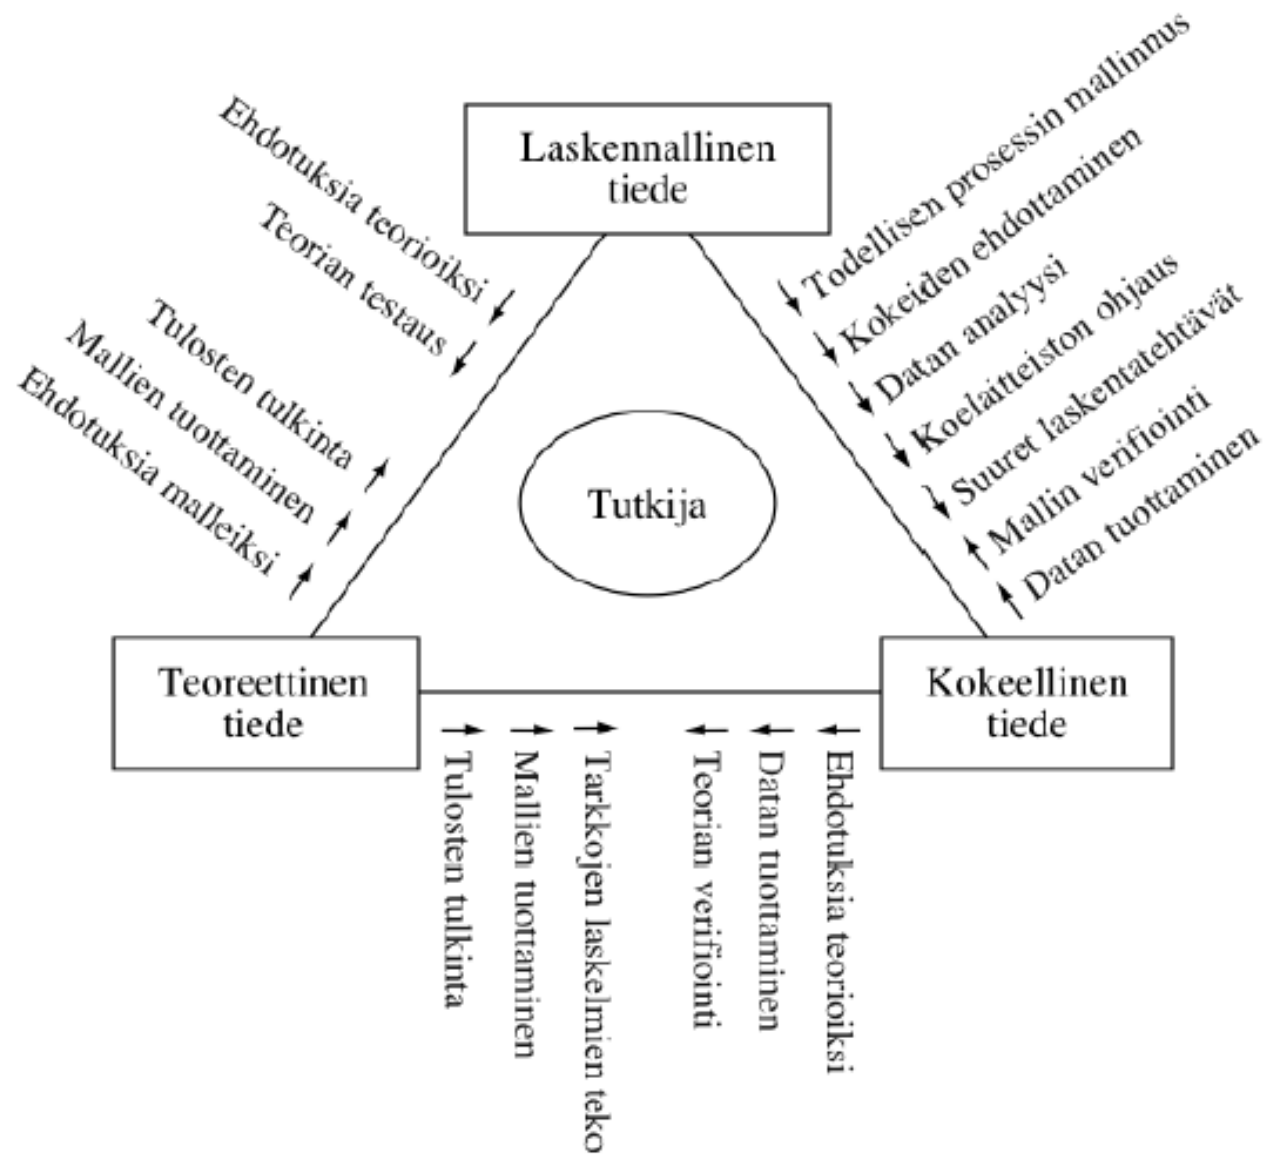 Laskennallinen
tiede
Ehdotuksia teorioiksi
Teorian testaus
Tulosten tulkinta
Mallien tuottaminen
Ehdotuksia malleiksi
Todellisen prosessin mallinnus
Kokeiden ehdottaminen
Datan analyysi
Koelaitteiston ohjaus
Suuret laskentatehtävät
Mallin verifiointi
Datan tuottaminen
Tutkija
Teoreettinen
tiede
Kokeellinen
tiede
Tulosten tulkinta
Mallien tuottaminen
Tarkkojen laskelmien teko
Teorian verifiointi
Datan tuottaminen
Ehdotuksia teorioiksi